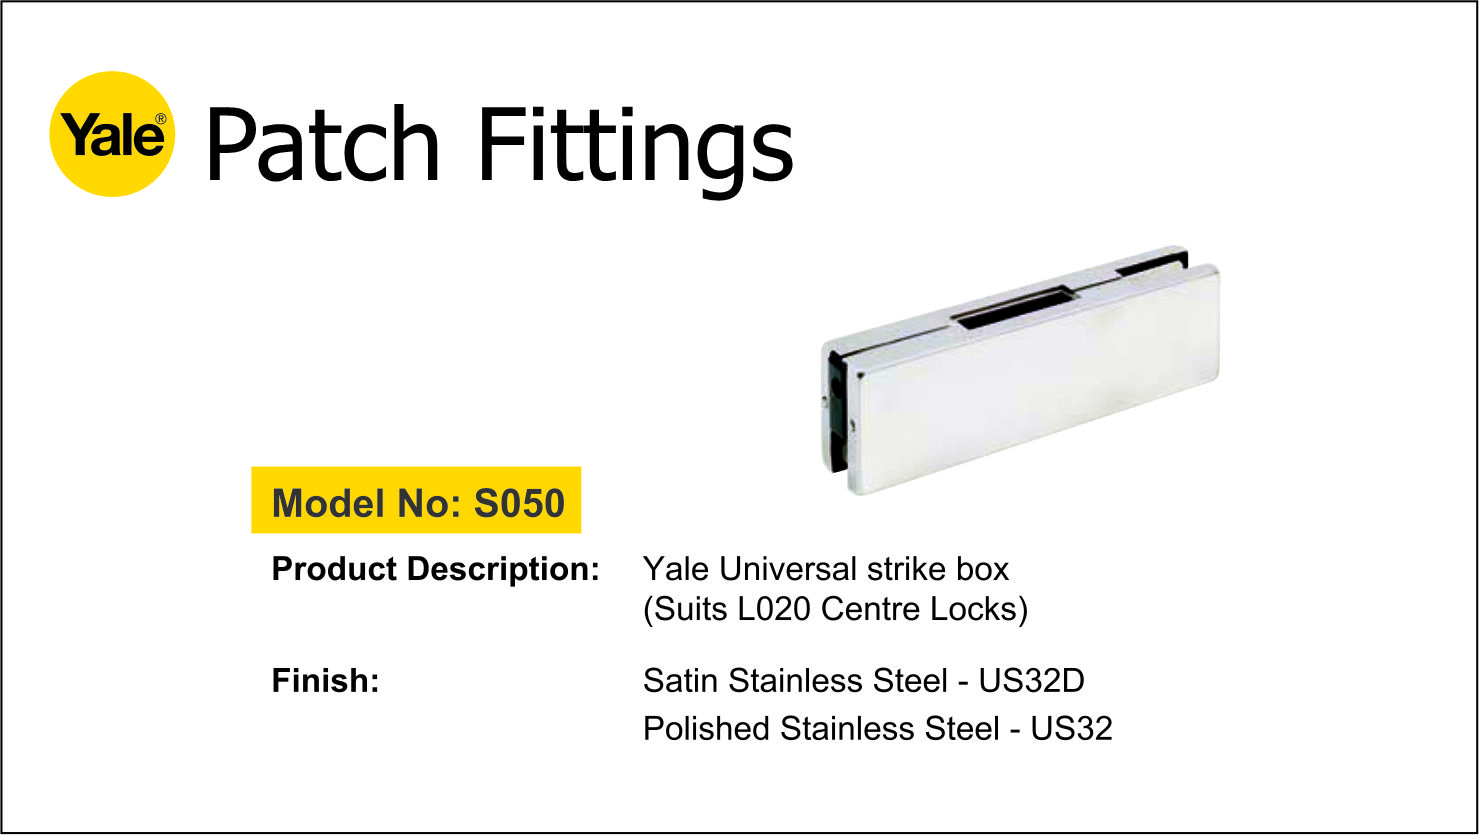 Yale® Patch Fittings
Model No: S050
Product Description: Yale Universal strike box
(Suits L020 Centre Locks)
Finish: Satin Stainless Steel - US32D
Polished Stainless Steel - US32